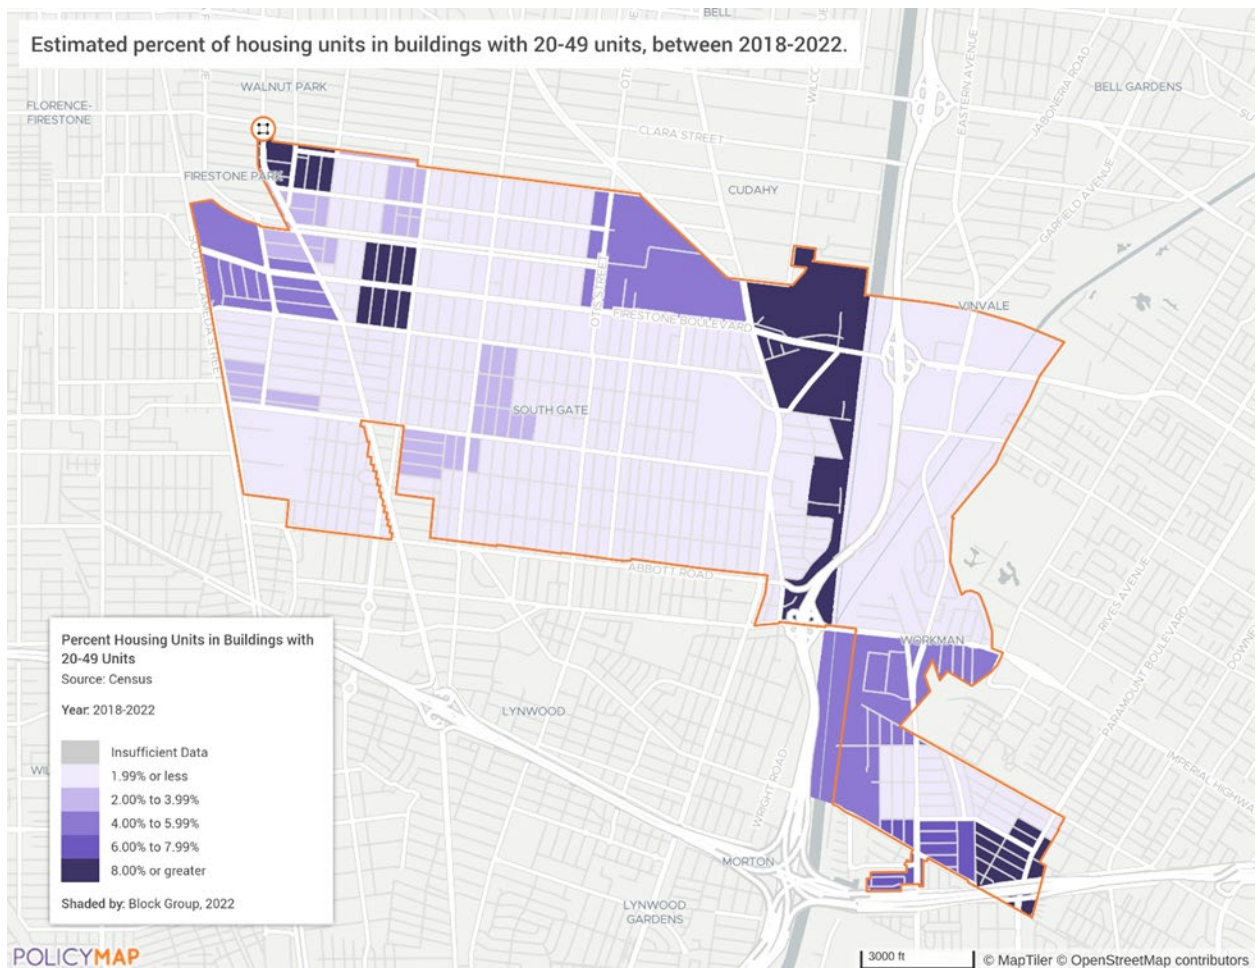 BELL
Estimated percent of housing units in buildings with 20-49 units, between 2018-2022.
WALNUT PARK
BELL GARDENS
FLORENCE-
FIRESTONE
EASTERN AVENUE
JABONERIA ROAD
CLARA STREET
FIRESTONE PARK
CUDAHY
GARFIELD AVENUE
SOUTH ALAMEDA STREET
OTIS STREET
VINVALE
FIRESTONE BOULEVARD
SOUTH GATE
ABBOTT ROAD
WORKMAN
PARAMOUNT BOULEVARD
LYNWOOD
WRIGHT ROAD
IMPERIAL HIGHW
MORTON
LYNWOOD
GARDENS
Percent Housing Units in Buildings with
20-49 Units
Source: Census
Year: 2018-2022
Insufficient Data
1.99% or less
2.00% to 3.99%
4.00% to 5.99%
6.00% to 7.99%
8.00% or greater
Shaded by: Block Group, 2022
POLICYMAP
3000 ft
© MapTiler © OpenStreetMap contributors